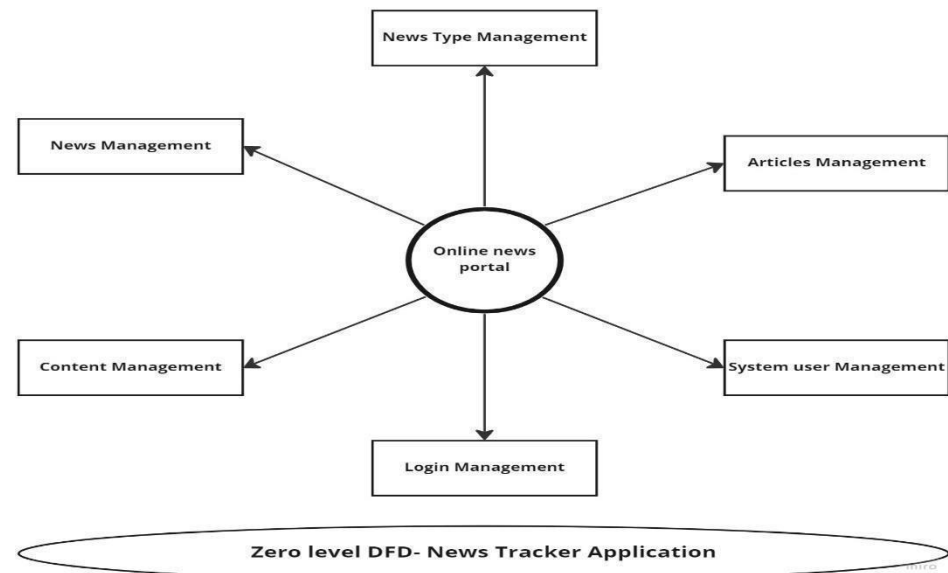 News Type Management
News Management
Articles Management
Online news
portal
Content Management
System user Management
Login Management
Zero level DFD- News Tracker Application
miro